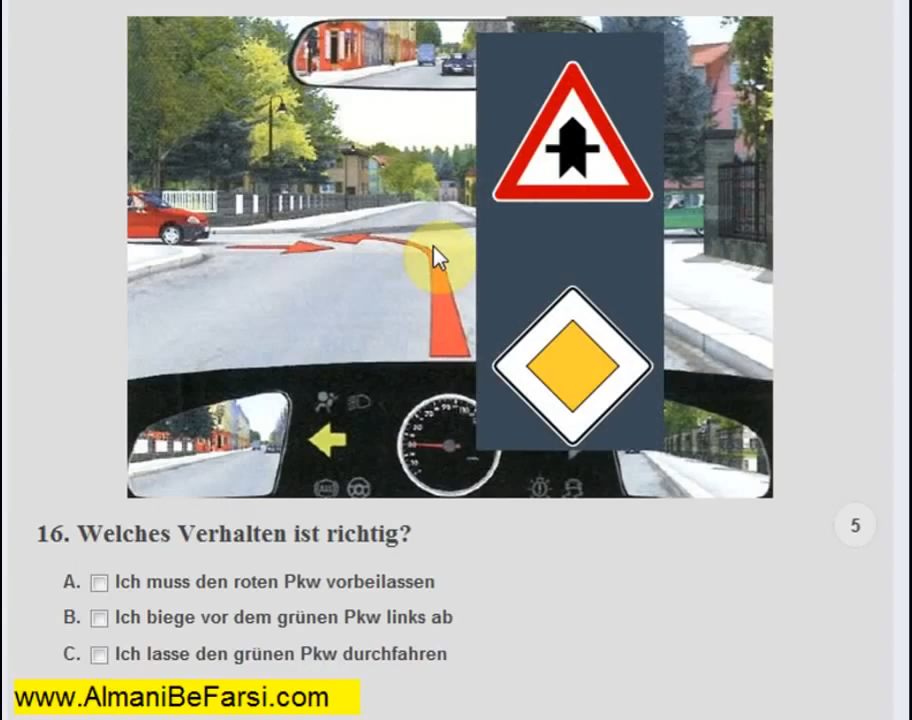 16. Welches Verhalten ist richtig?
5
A. Ich muss den roten Pkw vorbeilassen
B. Ich biege vor dem grünen Pkw links ab
C. Ich lasse den grünen Pkw durchfahren
www.AlmaniBeFarsi.com